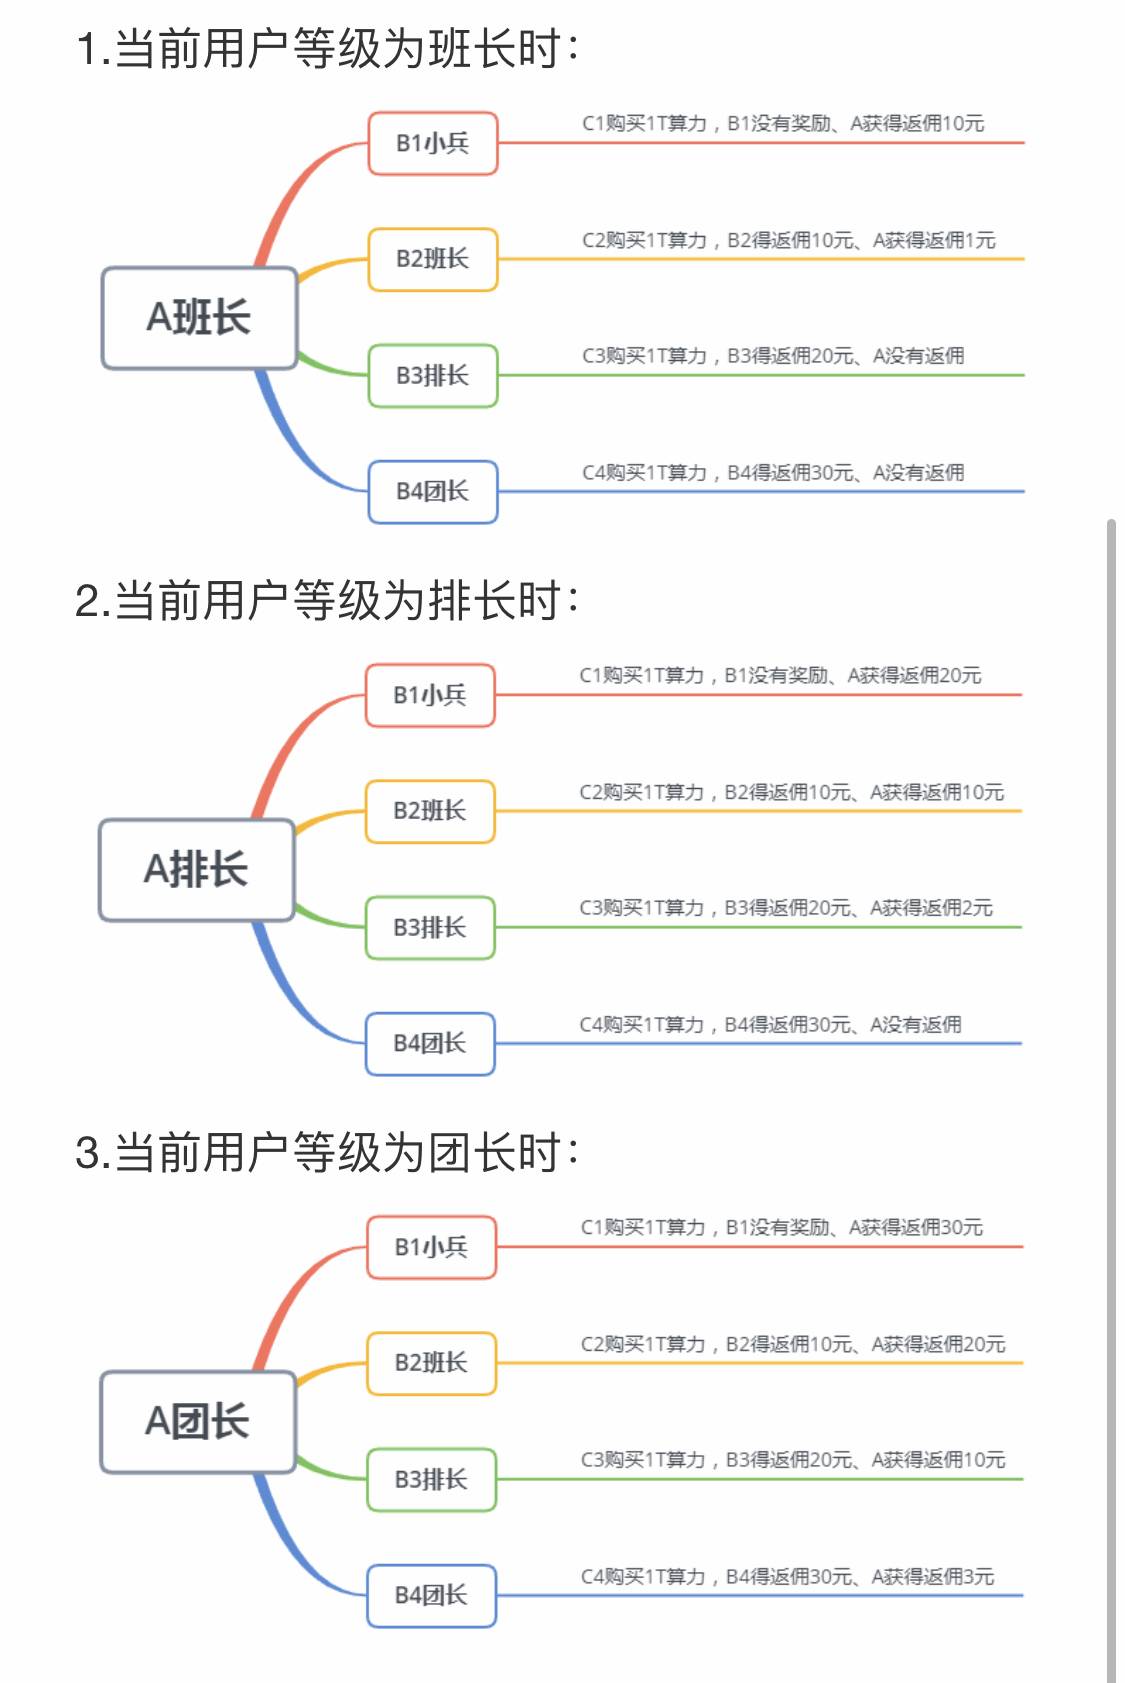 1.当前用户等级为班长时：
B1小兵
C1购买1T算力，B1没有奖励、A获得返佣10元
B2班长
C2购买1T算力，B2得返佣10元、A获得返佣1元
A班长
B3排长
C3购买1T算力，B3得返佣20元、A没有返佣
B4团长
C4购买1T算力，B4得返佣30元、A没有返佣
2.当前用户等级为排长时：
B1小兵
C1购买1T算力，B1没有奖励、A获得返佣20元
B2班长
C2购买1T算力，B2得返佣10元、A获得返佣10元
A排长
B3排长
C3购买1T算力，B3得返佣20元、A获得返佣2元
B4团长
C4购买1T算力，B4得返佣30元、A没有返佣
3.当前用户等级为团长时：
B1小兵
C1购买1T算力，B1没有奖励、A获得返佣30元
B2班长
C2购买1T算力，B2得返佣10元、A获得返佣20元
A团长
B3排长
C3购买1T算力，B3得返佣20元、A获得返佣10元
B4团长
C4购买1T算力，B4得返佣30元、A获得返佣3元